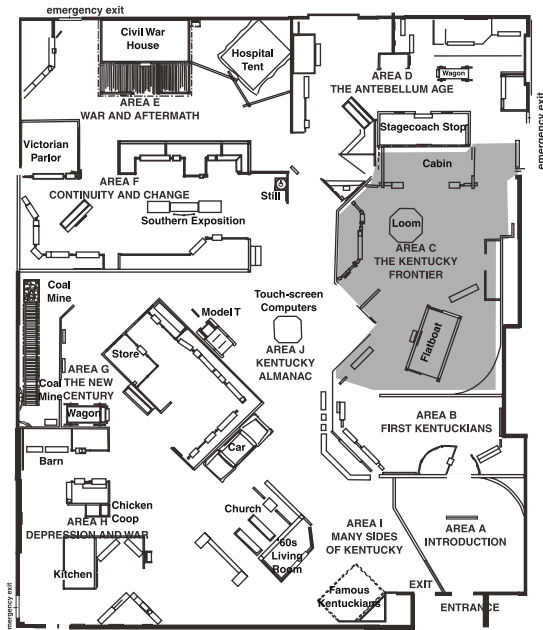 emergency exit
Civil War
House
Hospital
Tent
AREA E
WAR AND AFTERMATH
AREA D
THE ANTEBELLUM AGE
Wagon
emergency exit
Stagecoach Stop
Victorian
Parlor
Cabin
AREA F
CONTINUITY AND CHANGE
Still
Southern Exposition
Loom
AREA C
THE KENTUCKY
FRONTIER
Coal
Mine
Touch-screen
Computers
Model T
Flatboat
AREA J
KENTUCKY
ALMANAC
Store
AREA G
THE NEW
CENTURY
Coal
Mine
Wagon
AREA B
FIRST KENTUCKIANS
Car
Barn
Chicken
Coop
AREA H
DEPRESSION AND WAR
Church
'60s
Living
Room
AREA I
MANY SIDES
OF KENTUCKY
AREA A
INTRODUCTION
Kitchen
Famous
Kentuckians
EXIT
ENTRANCE
emergency exit